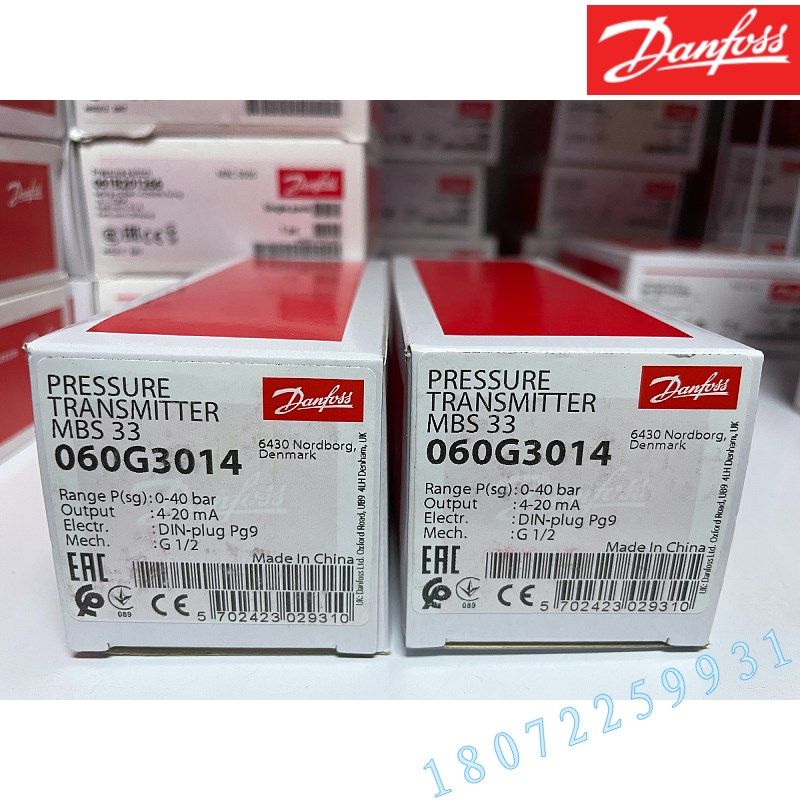 Danfoss
Danfoss
PRESSURE
TRANSMITTER
MBS 33
060G3014
Danfoss
6430 Nordborg,
Denmark
Range P(sg): 0-40 bar
Output : 4-20 mA
Electr. : DIN-plug Pg9
Mech. : G 1/2
Made In China
EAC
089
CE
5 702423 029310
UK: Danfoss Ltd. Oxford Road, UB9 4LH Denham, UK
PRESSURE
TRANSMITTER
MBS 33
060G3014
Danfoss
6430 Nordborg,
Denmark
Range P(sg): 0-40 bar
Output : 4-20 mA
Electr. : DIN-plug Pg9
Mech. : G 1/2
Made In China
EAC
089
CE
5 702423 029310
UK: Danfoss Ltd. Oxford Road, UB9 4LH Denham, UK
18072259931